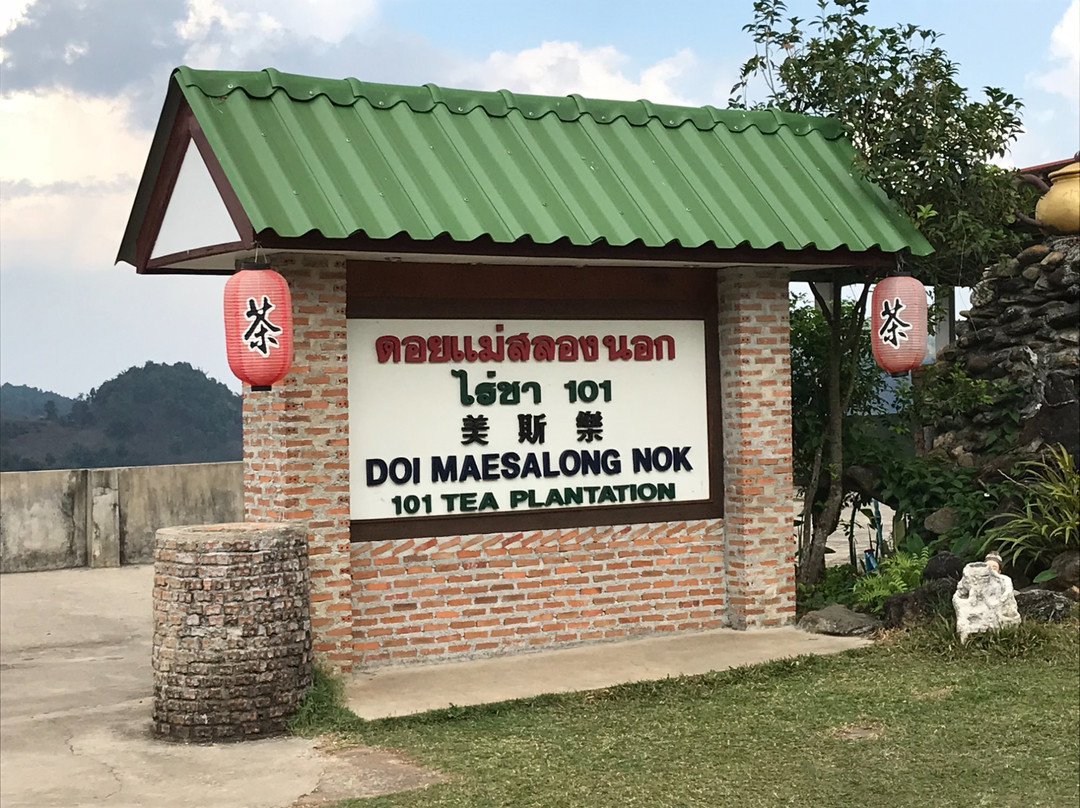 ดอยแม่สลองนอก
ไร่ชา 101
美斯樂
DOI MAESALONG NOK
101 TEA PLANTATION
茶
茶